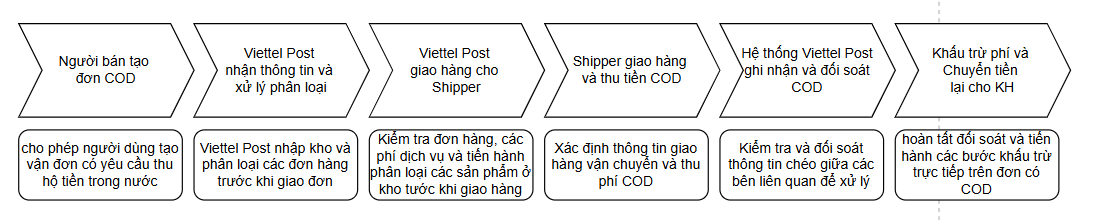 Người bán tạo
đơn COD
Viettel Post
nhận thông tin và
xử lý phân loại
Viettel Post
giao hàng cho
Shipper
Shipper giao hàng
và thu tiền COD
Hệ thống Viettel Post
ghi nhận và đối soát
COD
Khấu trừ phí và
Chuyển tiền
lại cho KH
cho phép người dùng tạo
vận đơn có yêu cầu thu
hộ tiền trong nước
Viettel Post nhập kho và
phân loại các đơn hàng
trước khi giao đơn
Kiểm tra đơn hàng, các
phí dịch vụ và tiến hành
phân loại các sản phẩm ở
kho tước khi giao hàng
Xác định thông tin giao
hàng vận chuyển và thu
phí COD
Kiểm tra và đối soát
thông tin chéo giữa các
bên liên quan để xử lý
hoàn tất đối soát và tiến
hành các bước khấu trừ
trực tiếp trên đơn có
COD